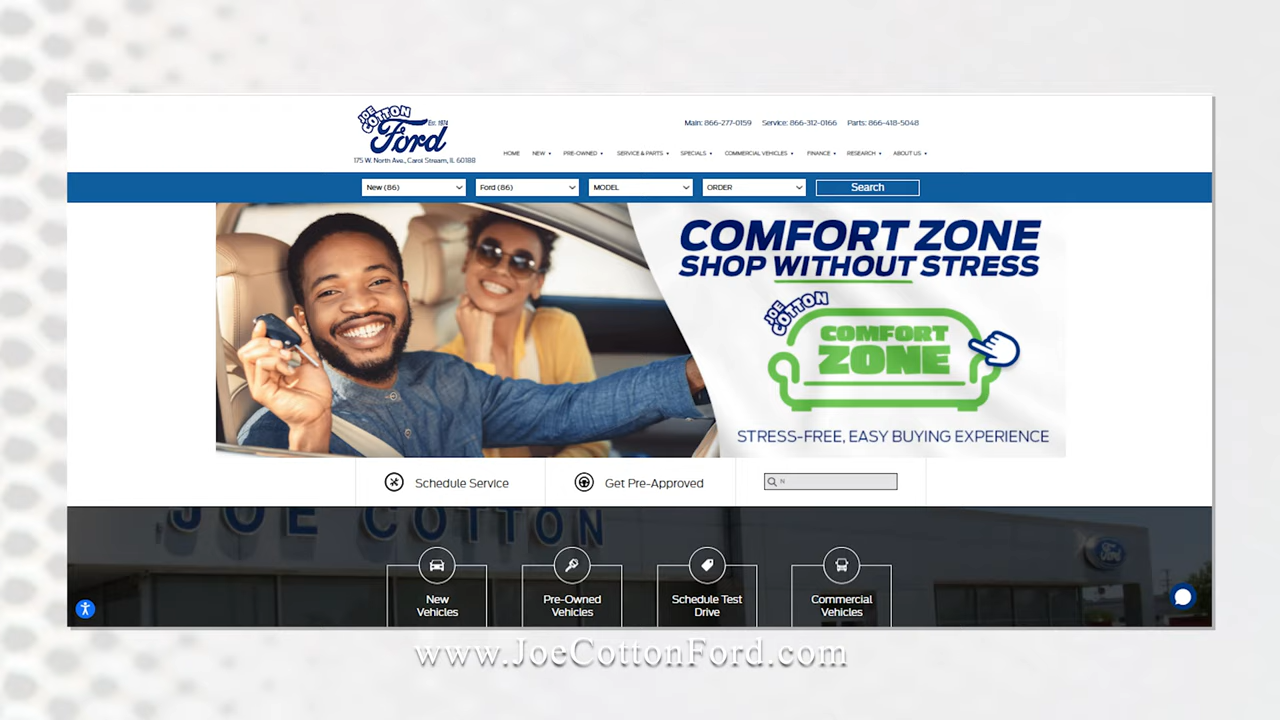 JOE COTTON
Est. 1974
Ford
175 W. North Ave., Carol Stream, IL 60188
Main: 866-277-0159 Service: 866-312-0166 Parts: 866-418-5048
HOME NEW PRE-OWNED SERVICE & PARTS SPECIALS COMMERCIAL VEHICLES FINANCE RESEARCH ABOUT US
New (86) Ford (86) MODEL ORDER Search
COMFORT ZONE
SHOP WITHOUT STRESS
JOE COTTON
COMFORT
ZONE
STRESS-FREE, EASY BUYING EXPERIENCE
Schedule Service Get Pre-Approved N
JOE COTTON
Ford
New Vehicles
Pre-Owned Vehicles
Schedule Test Drive
Commercial Vehicles
www.JoeCottonFord.com